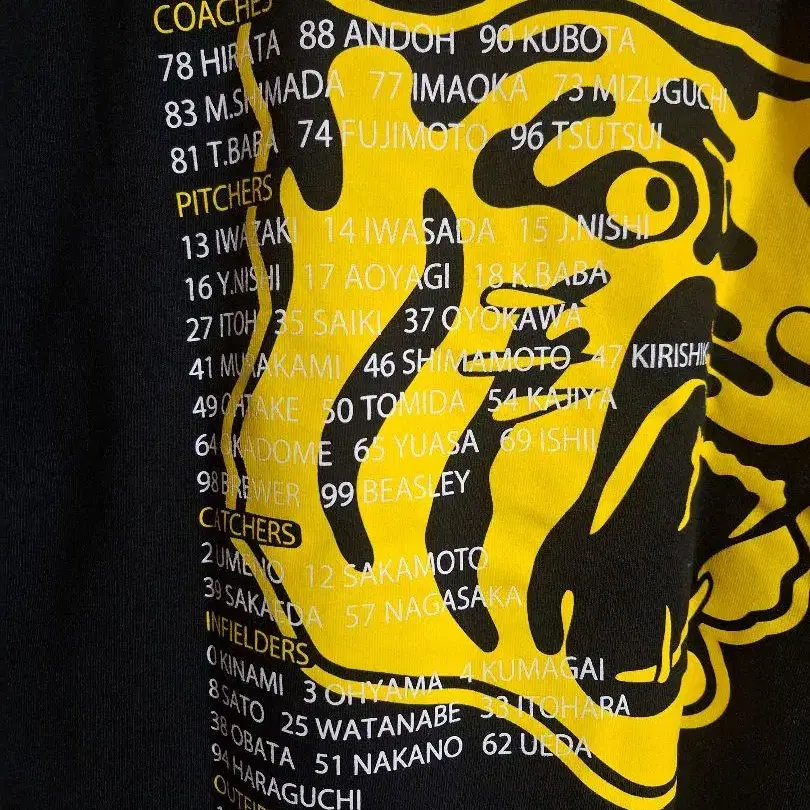 COACHES
78 HIRATA 88 ANDOH 90 KUBOTA
83 M.SHIMADA 77 IMAOKA 73 MIZUGUCHI
81 T.BABA 74 FUJIMOTO 96 TSUTSUI
PITCHERS
13 IWAZAKI 14 IWASADA 15 J.NISHI
16 Y.NISHI 17 AOYAGI 18 K.BABA
27 ITOH 35 SAIKI 37 OYOKAWA
41 MURAKAMI 46 SHIMAMOTO 47 KIRISHIK
49 OHTAKE 50 TOMIDA 54 KAJIYA
64 OKADOME 65 YUASA 69 ISHII
98 BREWER 99 BEASLEY
CATCHERS
2 UMENO 12 SAKAMOTO
39 SAKAEDA 57 NAGASAKA
INFIELDERS
0 KINAMI 3 OHYAMA 4 KUMAGAI
8 SATO 25 WATANABE 33 ITOHARA
38 OBATA 51 NAKANO 62 UEDA
94 HARAGUCHI